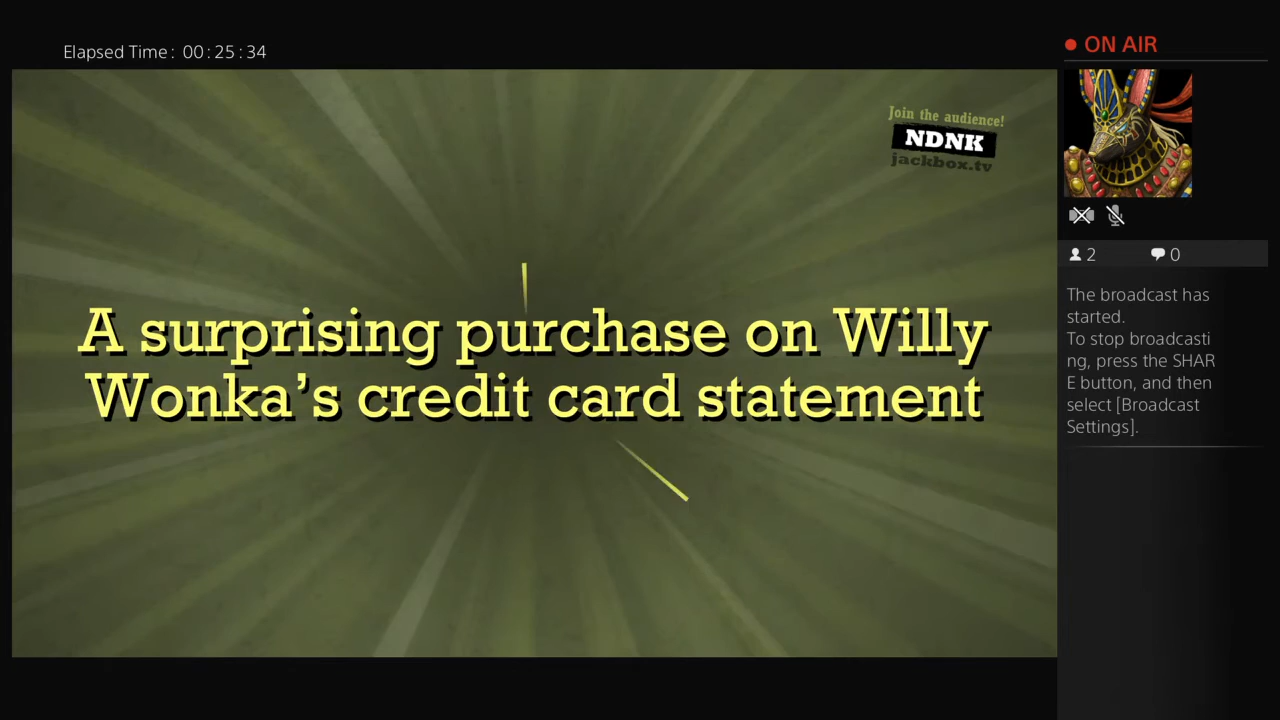 Elapsed Time: 00:25:34
ON AIR
Join the audience!
NDNK
jackbox.tv
A surprising purchase on Willy
Wonka’s credit card statement
2
0
The broadcast has
started.
To stop broadcasti
ng, press the SHAR
E button, and then
select [Broadcast
Settings].